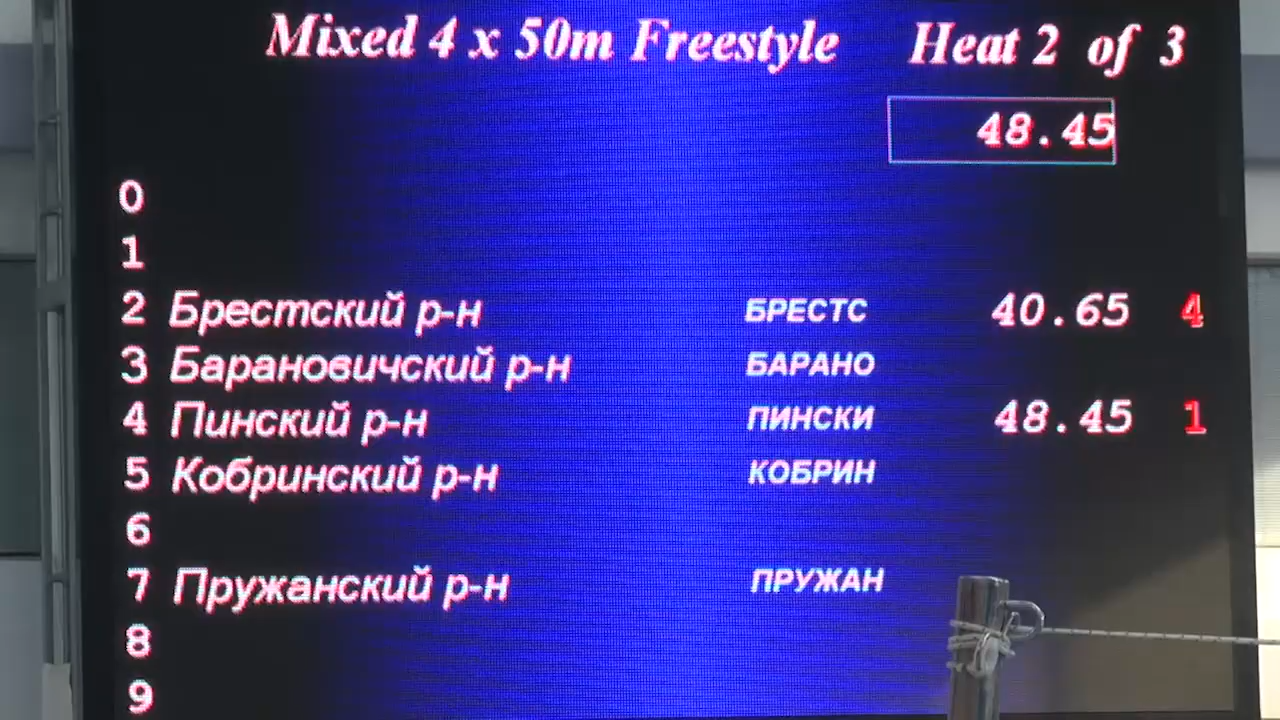 Mixed 4 x 50m Freestyle Heat 2 of 3
48.45
0
1
2 Брестский р-н БРЕСТС 40.65 4
3 Барановичский р-н БАРАНО
4 Пинский р-н ПИНСКИ 48.45 1
5 Кобринский р-н КОБРИН
6
7 Пружанский р-н ПРУЖАН
8
9